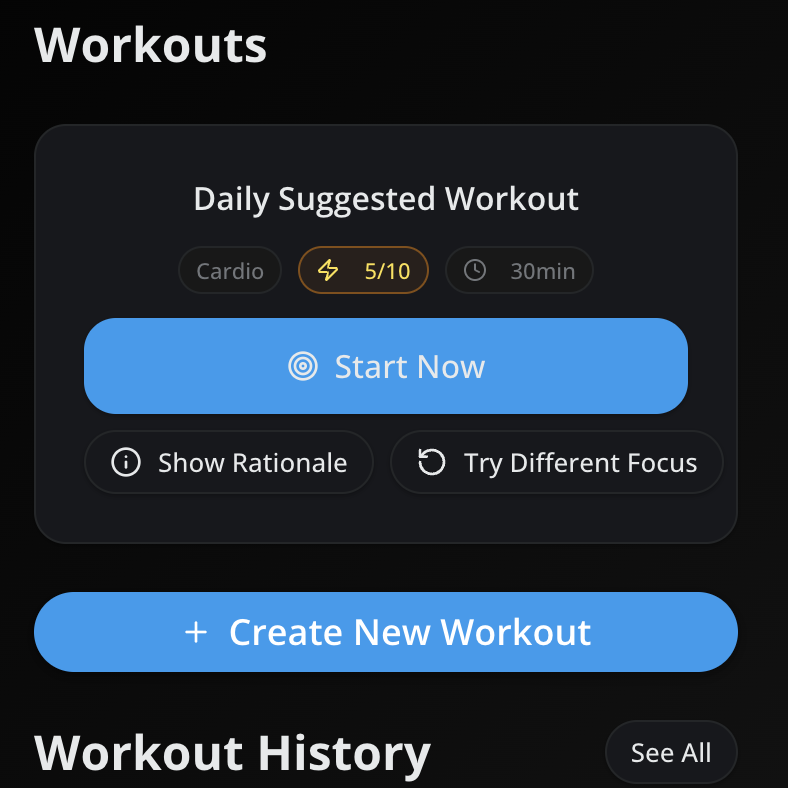 Workouts
Daily Suggested Workout
Cardio 5/10 30min
Start Now
Show Rationale Try Different Focus
Create New Workout
Workout History See All